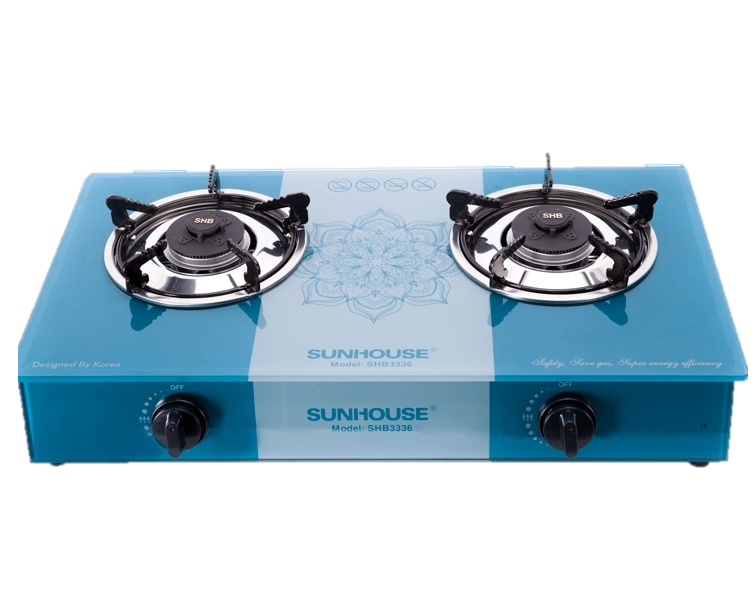 SHB
SHB
SUNHOUSE®
Model: SHB3336
Designed By Korea
Safety, Save gas, Super energy efficiency
OFF
OFF
SUNHOUSE®
Model: SHB3336